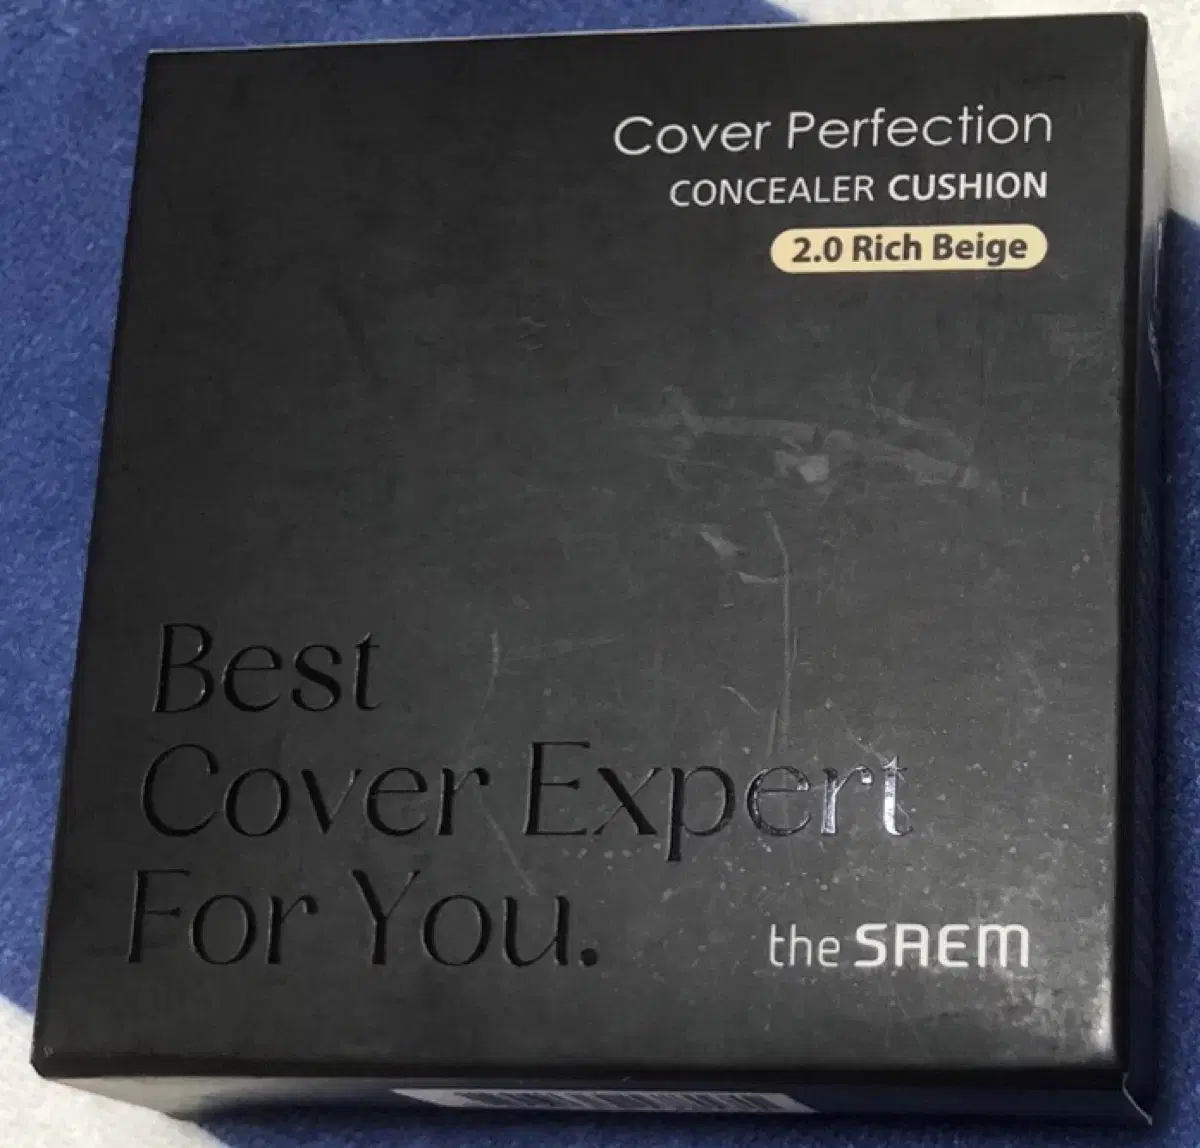 Cover Perfection
CONCEALER CUSHION
2.0 Rich Beige
Best
Cover Expert
For You.
the SAEM